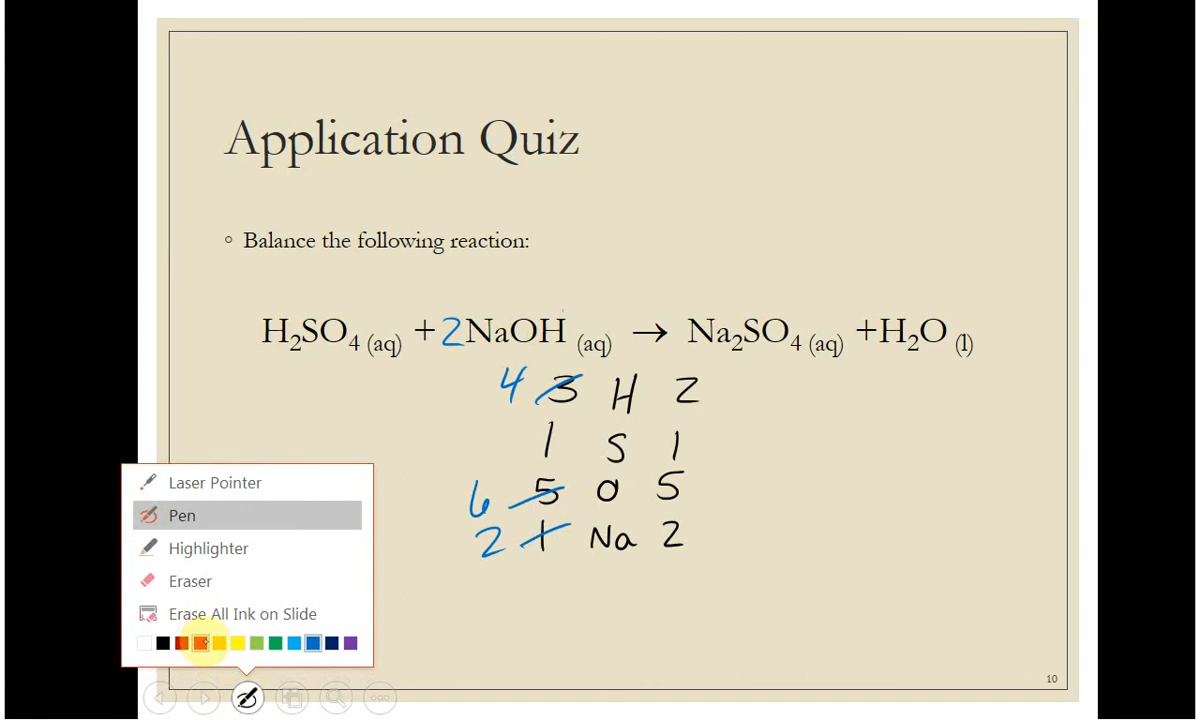 Application Quiz
◦ Balance the following reaction:
H₂SO₄ (aq) + 2NaOH (aq) → Na₂SO₄ (aq) +H₂O (l)
4 3 H 2
1 S 1
6 5 O 5
2 1 Na 2
Laser Pointer
Pen
Highlighter
Eraser
Erase All Ink on Slide
10